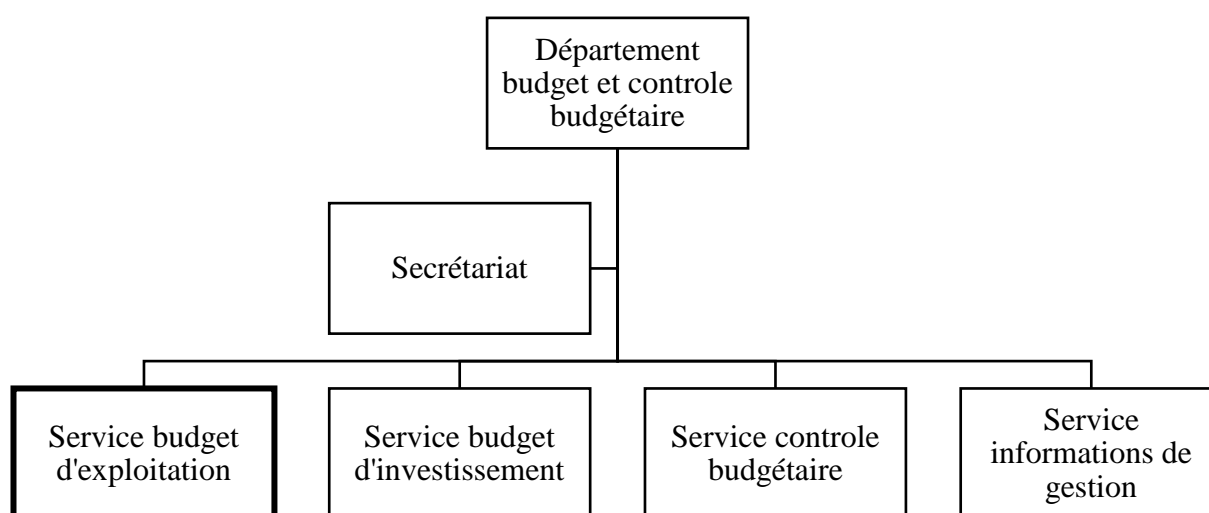 Département
budget et controle
budgétaire
Secrétariat
Service budget
d'exploitation
Service budget
d'investissement
Service controle
budgétaire
Service
informations de
gestion